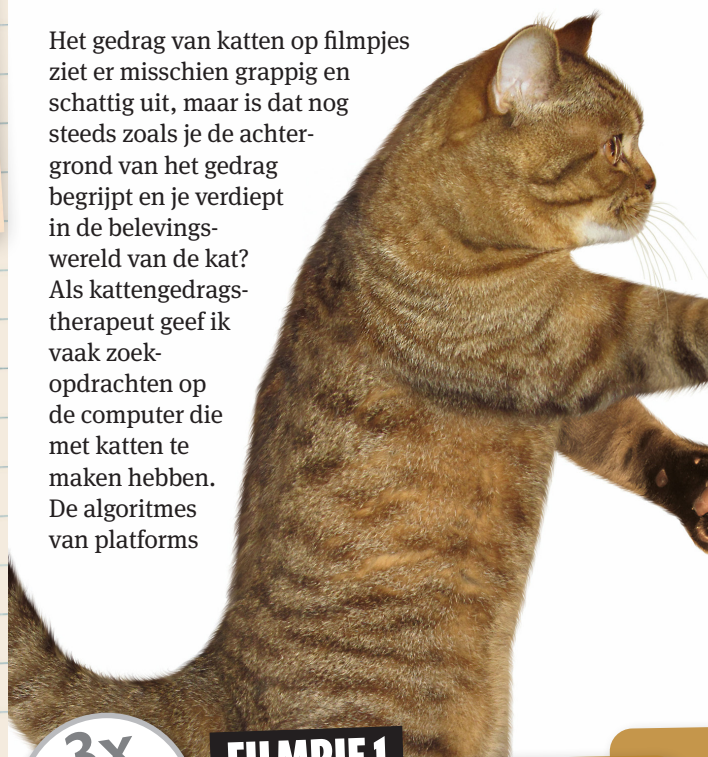 Het gedrag van katten op filmpjes
ziet er misschien grappig en
schattig uit, maar is dat nog
steeds zoals je de achter-
grond van het gedrag
begrijpt en je verdiept
in de belevings-
wereld van de kat?
Als kattengedrags-
therapeut geef ik
vaak zoek-
opdrachten op
de computer die
met katten te
maken hebben.
De algoritmes
van platforms
3x
FILMPJE 1